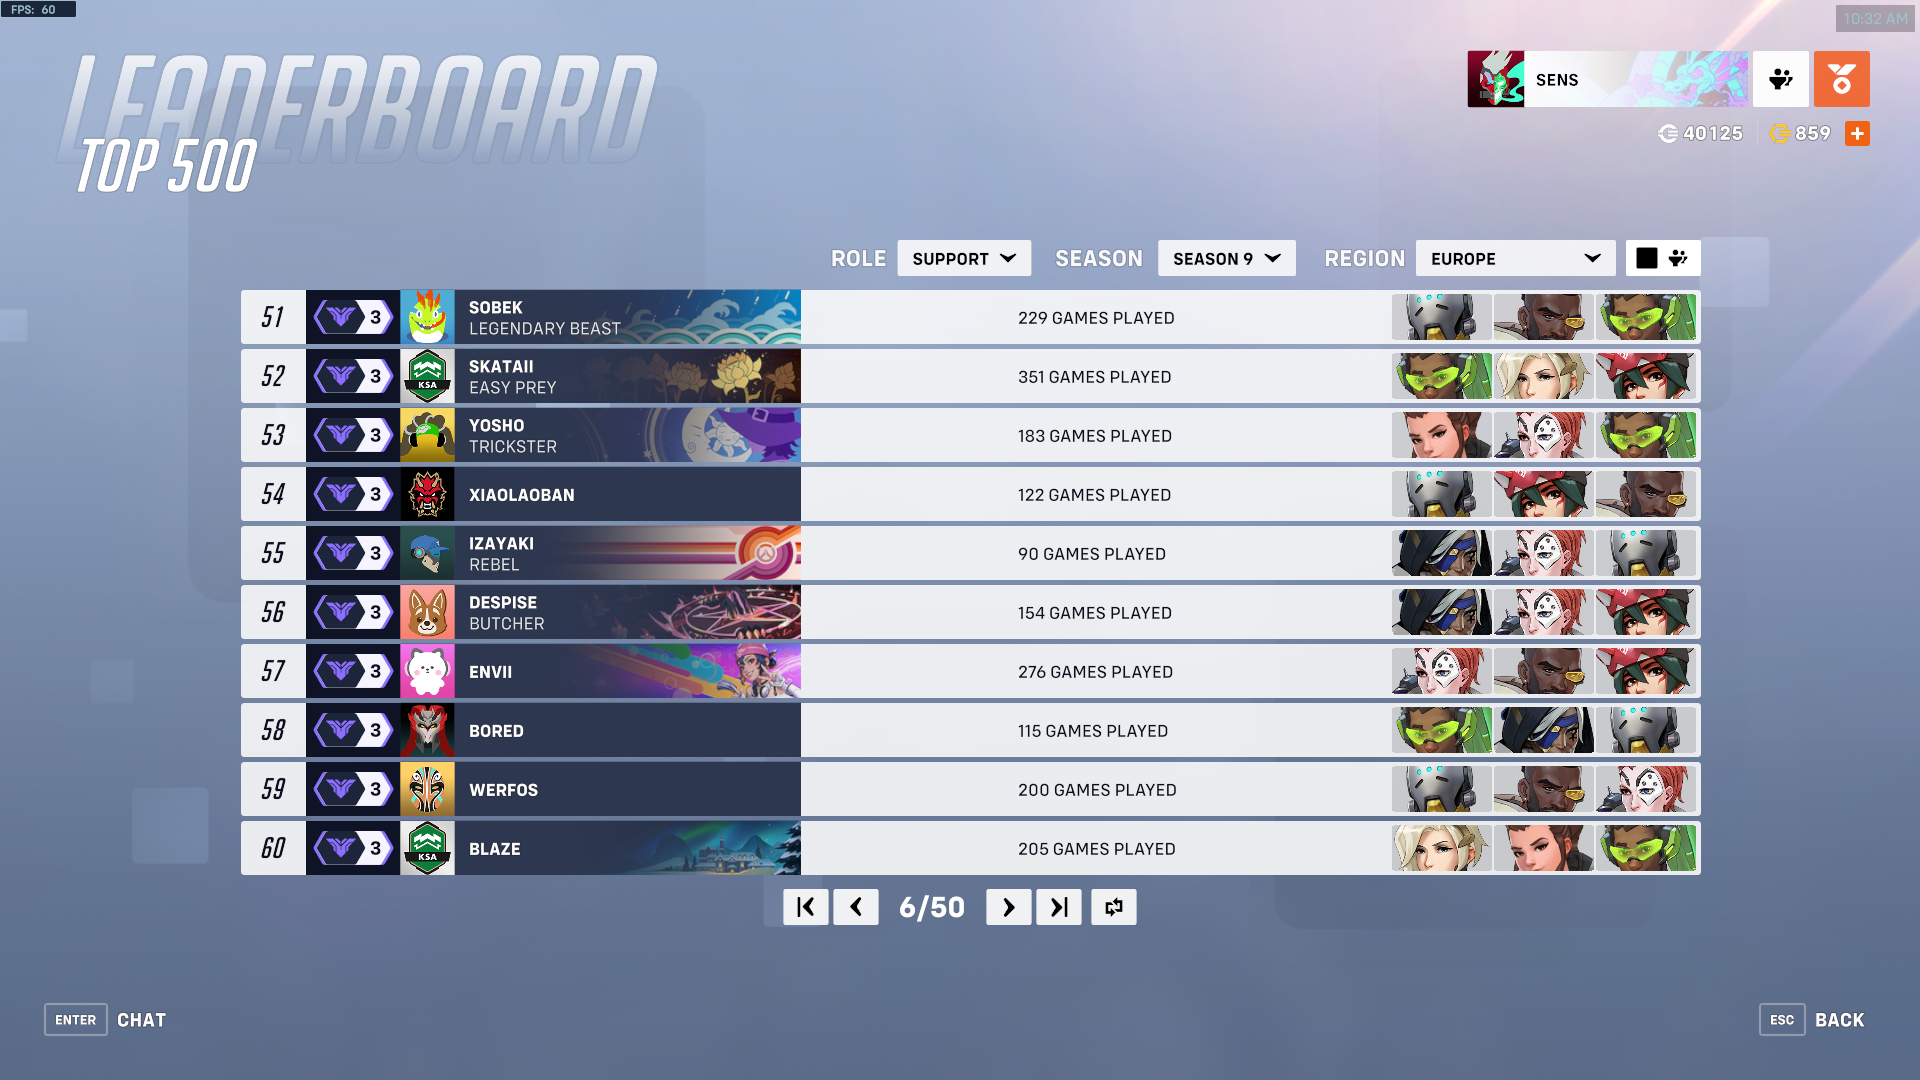 FPS: 60
10:32 AM
LEADERBOARD
TOP 500
SENS
40125
859
ROLE SUPPORT SEASON SEASON 9 REGION EUROPE
51 3 SOBEK LEGENDARY BEAST 229 GAMES PLAYED
52 3 KSA SKATAII EASY PREY 351 GAMES PLAYED
53 3 YOSHO TRICKSTER 183 GAMES PLAYED
54 3 XIAOLAOBAN 122 GAMES PLAYED
55 3 IZAYAKI REBEL 90 GAMES PLAYED
56 3 DESPISE BUTCHER 154 GAMES PLAYED
57 3 ENVII 276 GAMES PLAYED
58 3 BORED 115 GAMES PLAYED
59 3 WERFOS 200 GAMES PLAYED
60 3 KSA BLAZE 205 GAMES PLAYED
6/50
ENTER CHAT
ESC BACK